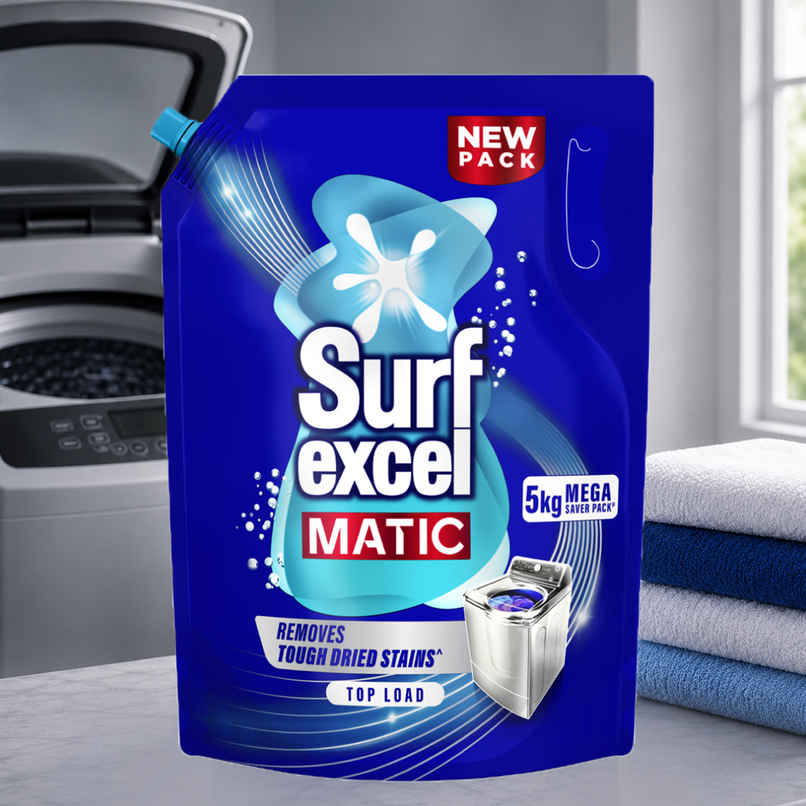 NEW
PACK
Surf
excel
MATIC
5kg MEGA
SAVER PACK#
REMOVES
TOUGH DRIED STAINS^
TOP LOAD